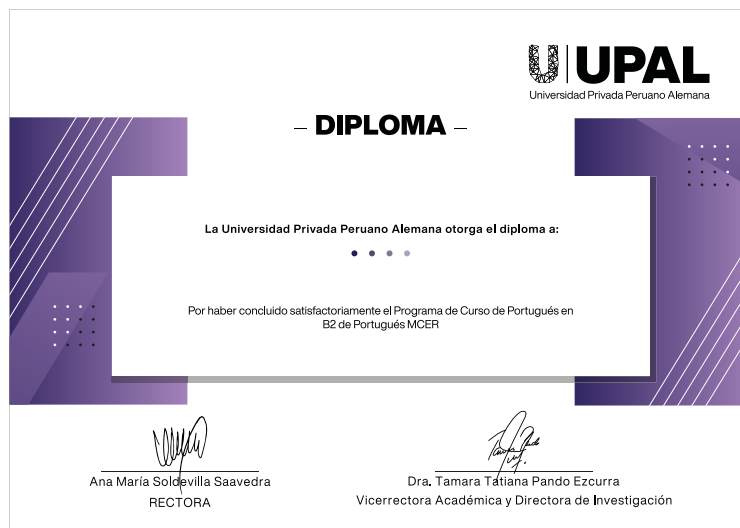 UPAL
Universidad Privada Peruano Alemana
– DIPLOMA –
La Universidad Privada Peruano Alemana otorga el diploma a:
Por haber concluido satisfactoriamente el Programa de Curso de Portugués en
B2 de Portugués MCER
Ana María Soldevilla Saavedra
RECTORA
Dra. Tamara Tatiana Pando Ezcurra
Vicerrectora Académica y Directora de Investigación